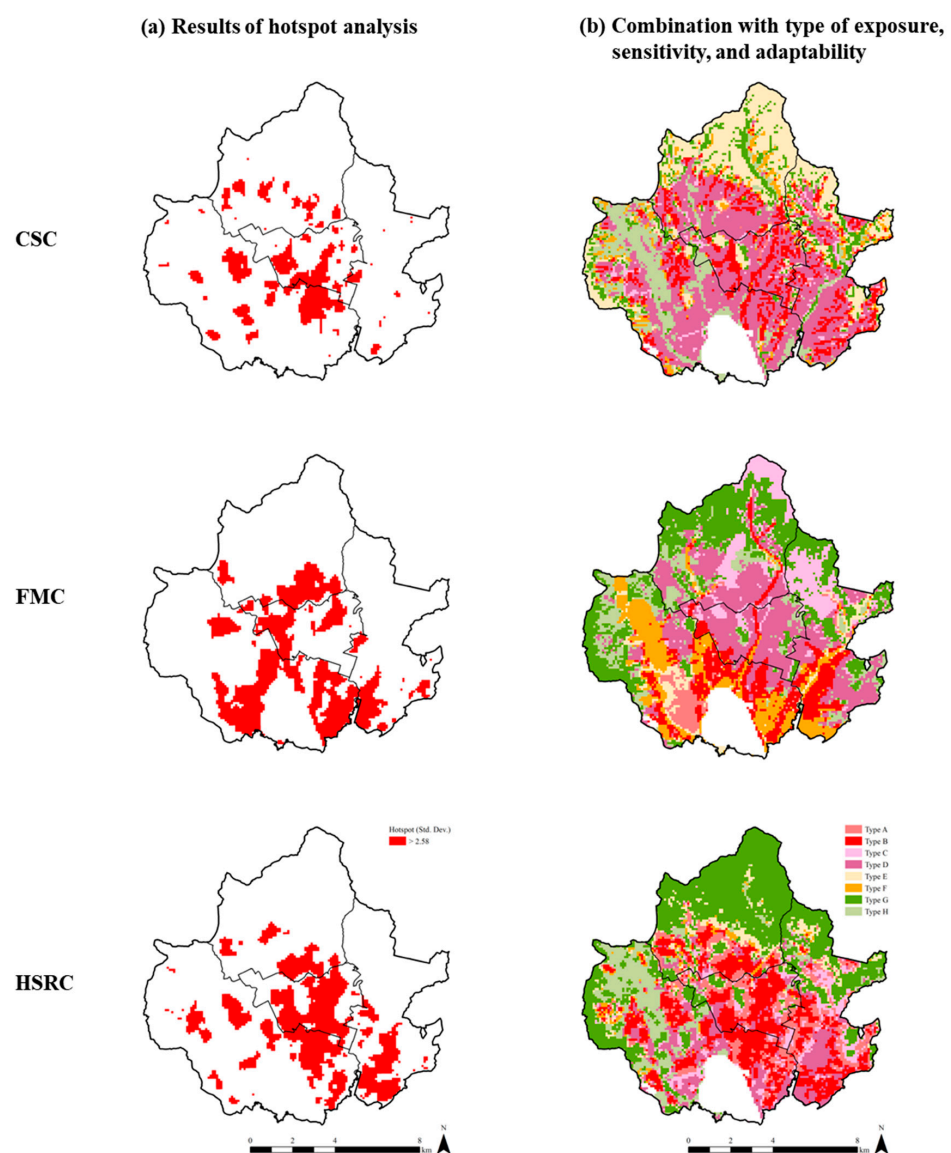 (a) Results of hotspot analysis
(b) Combination with type of exposure,
sensitivity, and adaptability
CSC
FMC
HSRC
Hotspot (Std. Dev.)
> 2.58
Type A
Type B
Type C
Type D
Type E
Type F
Type G
Type H
N
0 2 4 8
km
N
0 2 4 8
km